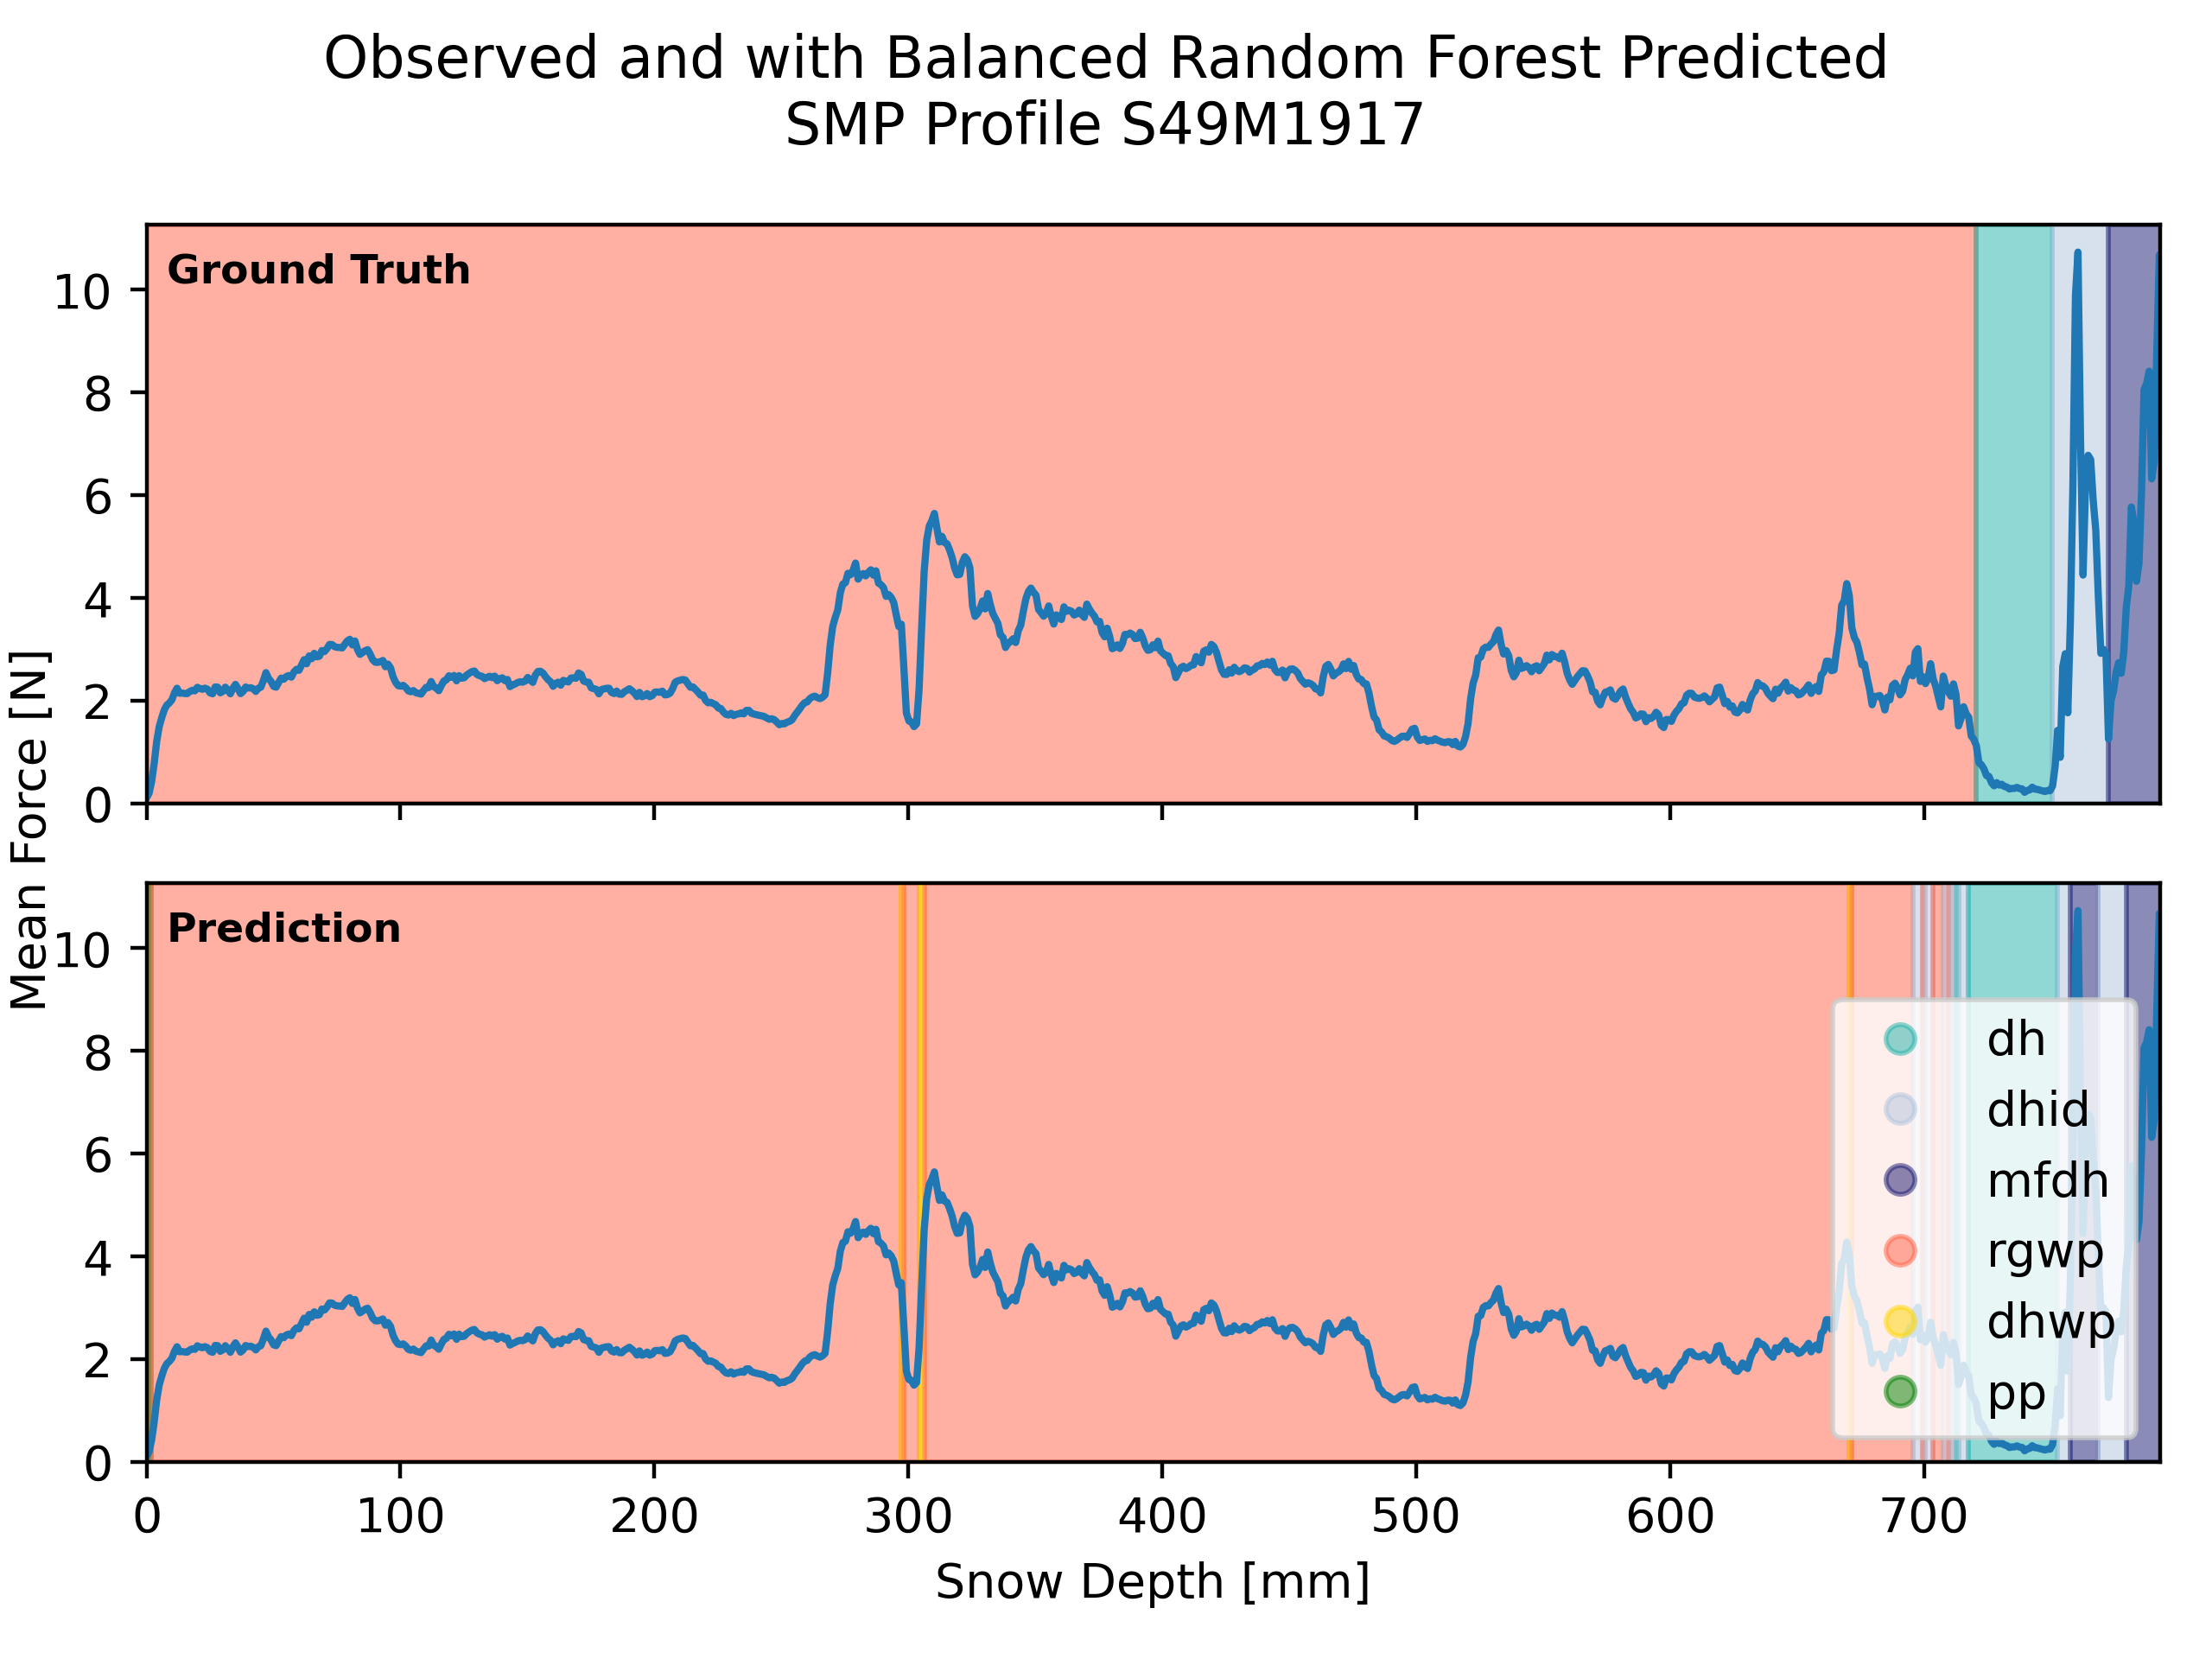 Observed and with Balanced Random Forest Predicted
SMP Profile S49M1917
Ground Truth
10
8
6
4
2
0
Mean Force [N]
Prediction
10
8
6
4
2
0
dh
dhid
mfdh
rgwp
dhwp
pp
0 100 200 300 400 500 600 700
Snow Depth [mm]